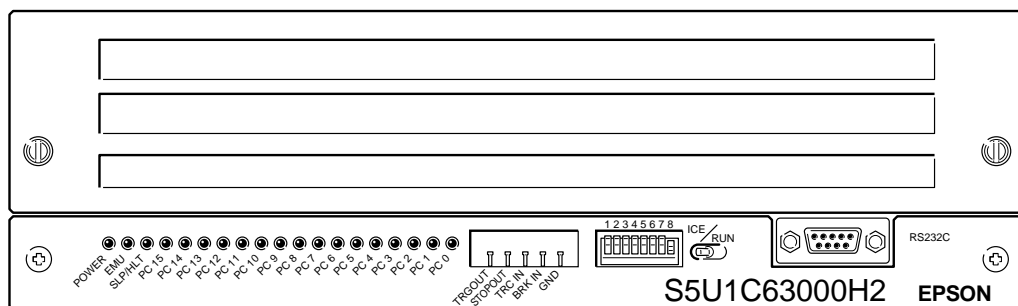 1 2 3 4 5 6 7 8
ICE/RUN
RS232C
POWER
EMU
SLP/HLT
PC 15
PC 14
PC 13
PC 12
PC 11
PC 10
PC 9
PC 8
PC 7
PC 6
PC 5
PC 4
PC 3
PC 2
PC 1
PC 0
TRGOUT
STOPOUT
TRC IN
BRK IN
GND
S5U1C63000H2
EPSON